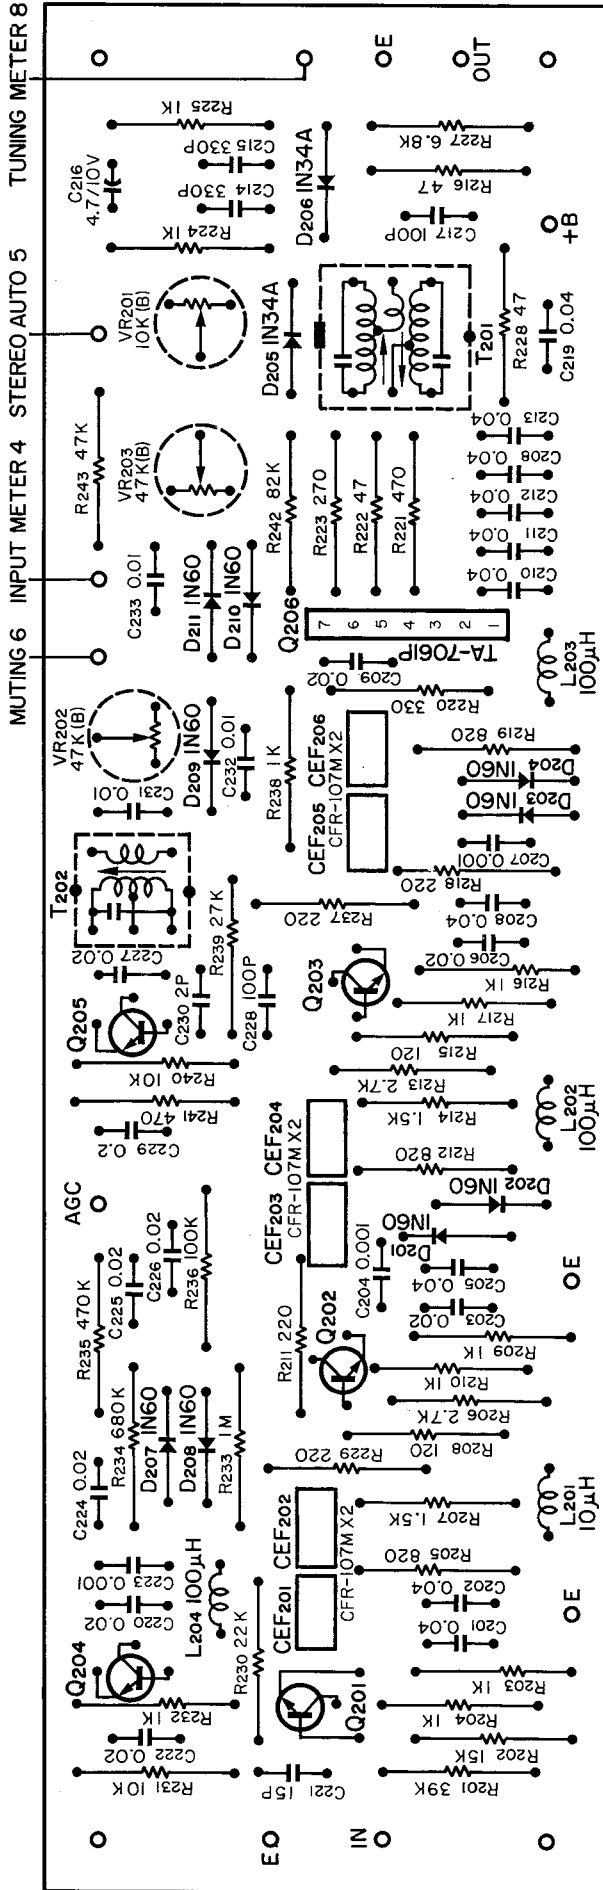 TUNING METER 8
STEREO AUTO 5
INPUT METER 4
MUTING 6
E
OUT
R225 1K
C216
4.7/10V
C215 330P
C214 330P
R224 1K
D206 IN34A
R227 6.8K
R216 47
C217 100P
+B
VR201
10K(B)
D205 IN34A
T201
R228 47
C219 0.04
R243 47K
VR203
47K(B)
R242 82K
R223 270
R222 47
R221 470
C213
0.04
C208
0.04
C212
0.04
C211
0.04
C210
0.04
C233 0.01
D211 IN60
D210 IN60
Q206
7 6 5 4 3 2 1
TA-7061P
C209 0.02
R220
330
L203
100μH
VR202
47K(B)
C231
0.01
D209 IN60
C232 0.01
R238 1K
CEF206
CEF205
CFR-107M X2
R219 820
D204
IN60
D203
IN60
C207 0.001
R218 220
T202
C227
0.02
R239 27K
R237 220
C208
0.04
C206
0.02
R216
1K
R217
1K
Q205
C230 2P
C228 100P
Q203
R215
120
R213 2.7K
R214 1.5K
L202
100μH
R240
10K
R241
470
C229 0.2
CEF204
CEF203
CFR-107M X2
R212 820
D202 IN60
D201
IN60
AGC
C226 0.02
C225 0.02
R236 100K
C204 0.001
C205
0.04
C203
0.02
E
R235 470K
R211 220
Q202
R209 1K
R210
1K
R206 2.7K
R208
120
R234 680K
D207 IN60
D208 IN60
R233 1M
C224 0.02
R229 220
CEF202
CEF201
CFR-107M X2
R207 1.5K
L201
10μH
R205
820
C202
0.04
C201
0.04
E
C223
0.001
C220
0.02
L204 100μH
R230 22K
Q204
Q201
R232 1K
C222
0.02
R231 10K
C221
15P
R203
1K
R204
1K
R202
15K
R201 39K
E
IN